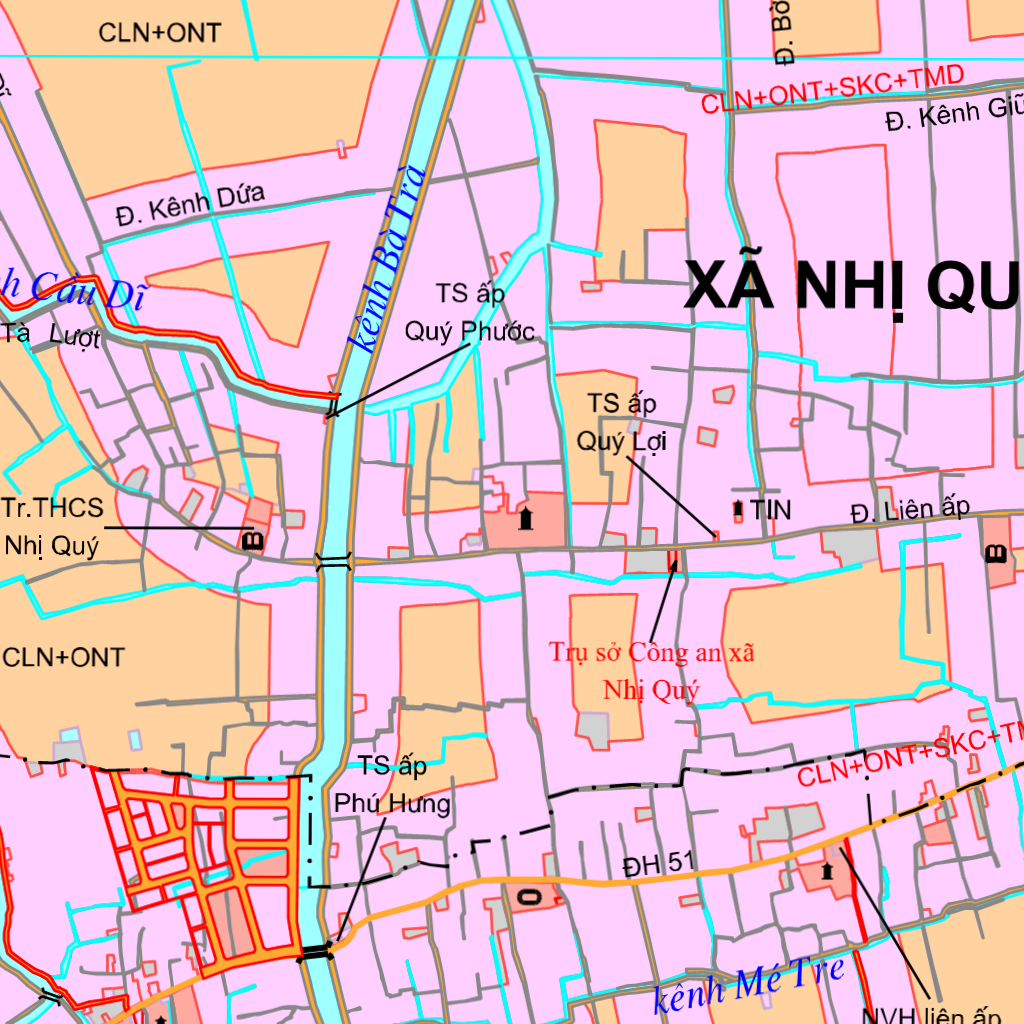 CLN+ONT
Đ. Bờ
CLN+ONT+SKC+TMD
Đ. Kênh Giữ
Đ. Kênh Dứa
kênh Bà Trà
XÃ NHỊ QU
h Cầu Dĩ
Tà Lượt
TS ấp
Quý Phước
TS ấp
Quý Lợi
Tr.THCS
Nhị Quý
TIN
Đ. Liên ấp
CLN+ONT
Trụ sở Công an xã
Nhị Quý
TS ấp
Phú Hưng
CLN+ONT+SKC+TM
ĐH 51
kênh Mé Tre
NVH liên ấp